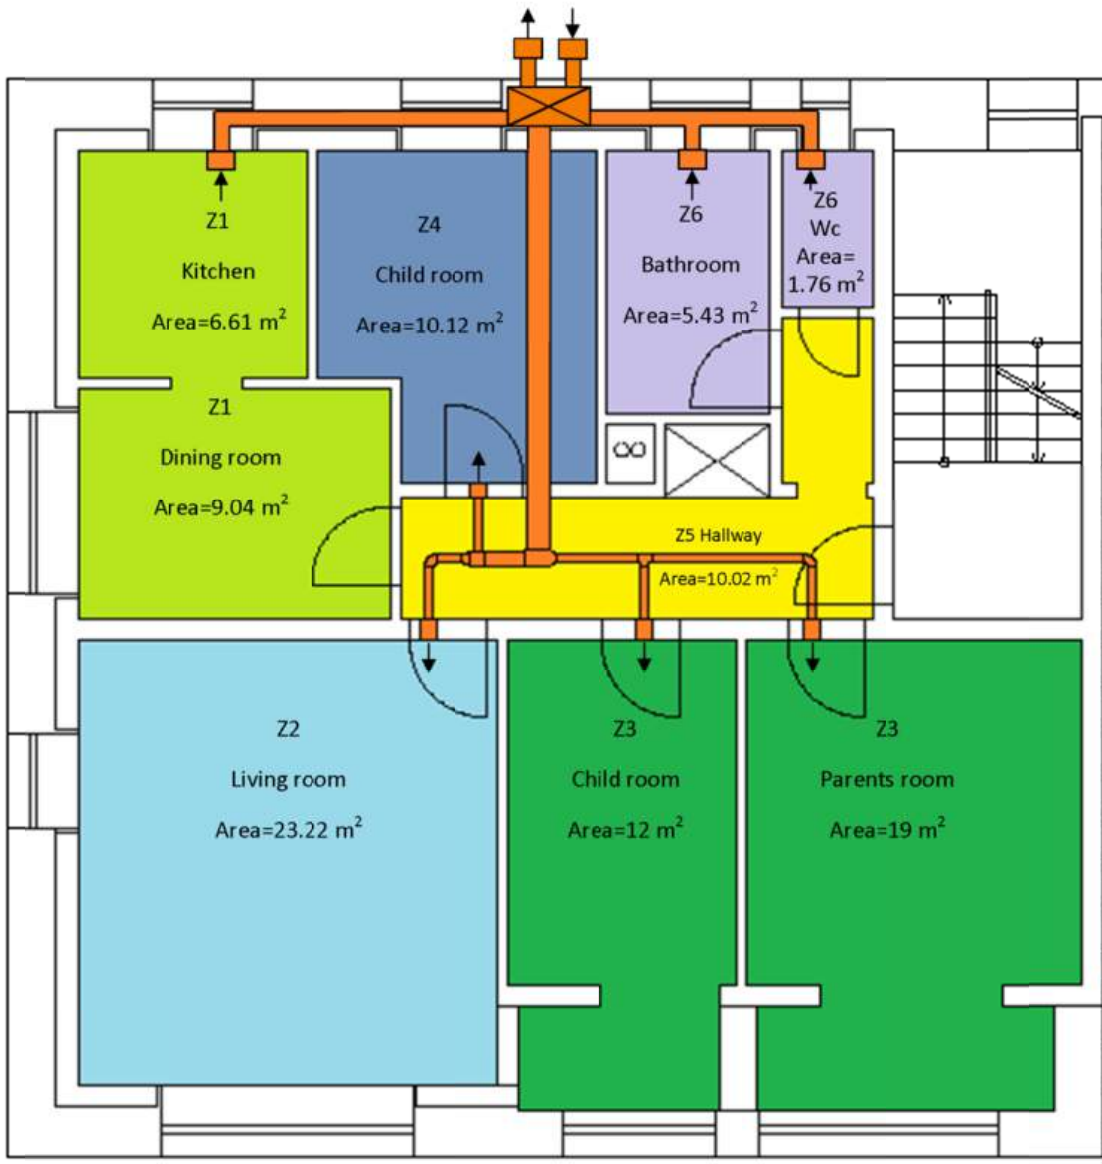 Z1
Kitchen
Area=6.61 m²
Z4
Child room
Area=10.12 m²
Z6
Bathroom
Area=5.43 m²
Z6
Wc
Area=
1.76 m²
Z1
Dining room
Area=9.04 m²
Z5 Hallway
Area=10.02 m²
Z2
Living room
Area=23.22 m²
Z3
Child room
Area=12 m²
Z3
Parents room
Area=19 m²